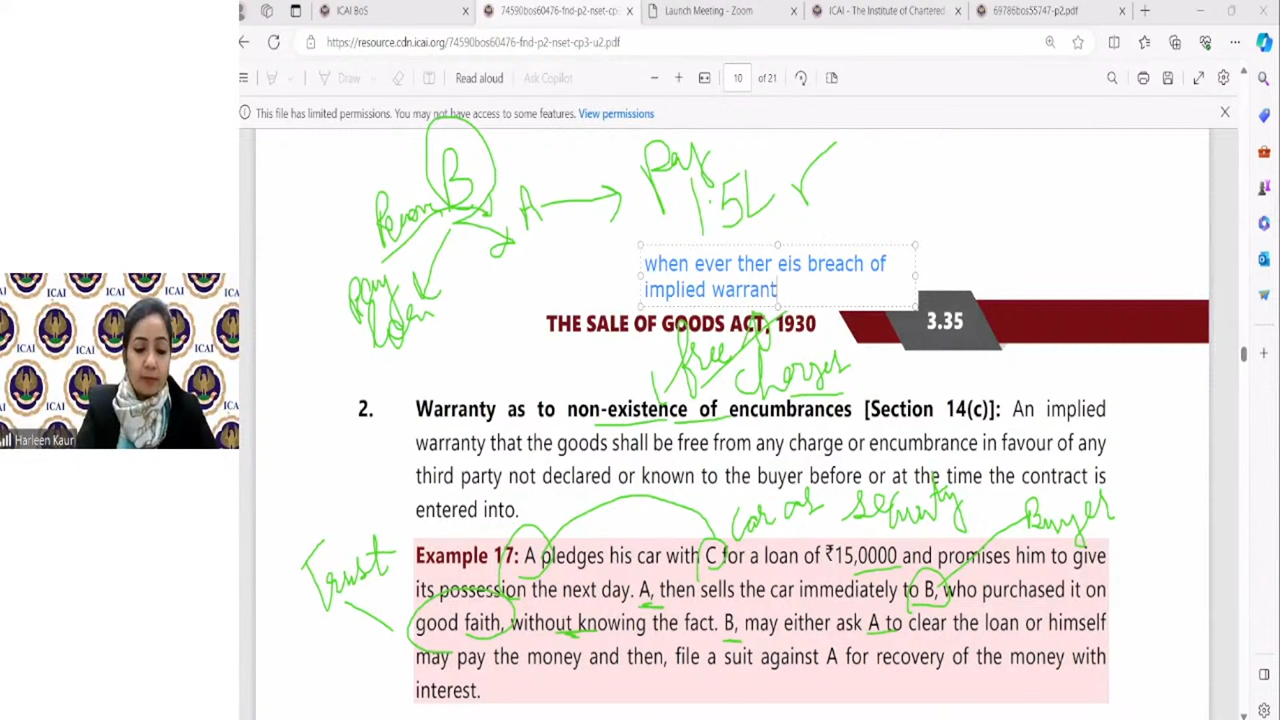 ICAI BoS
74590bos60476-fnd-p2-nset-cp3
Launch Meeting - Zoom
ICAI - The Institute of Chartered
69786bos55747-p2.pdf
https://resource.cdn.icai.org/74590bos60476-fnd-p2-nset-cp3-u2.pdf
Draw
Read aloud
Ask Copilot
10
of 21
This file has limited permissions. You may not have access to some features. View permissions
Person B
A → Pay
1.5L
Pay
Loan
when ever ther eis breach of
implied warrant
THE SALE OF GOODS ACT, 1930
3.35
free
Charges
2. Warranty as to non-existence of encumbrances [Section 14(c)]: An implied
warranty that the goods shall be free from any charge or encumbrance in favour of any
third party not declared or known to the buyer before or at the time the contract is
entered into.
car as security
Buyer
Trust
Example 17: A pledges his car with C for a loan of ₹15,0000 and promises him to give
its possession the next day. A, then sells the car immediately to B, who purchased it on
good faith, without knowing the fact. B, may either ask A to clear the loan or himself
may pay the money and then, file a suit against A for recovery of the money with
interest.
ICAI
ICAI
ICAI
ICAI
Harleen Kaur